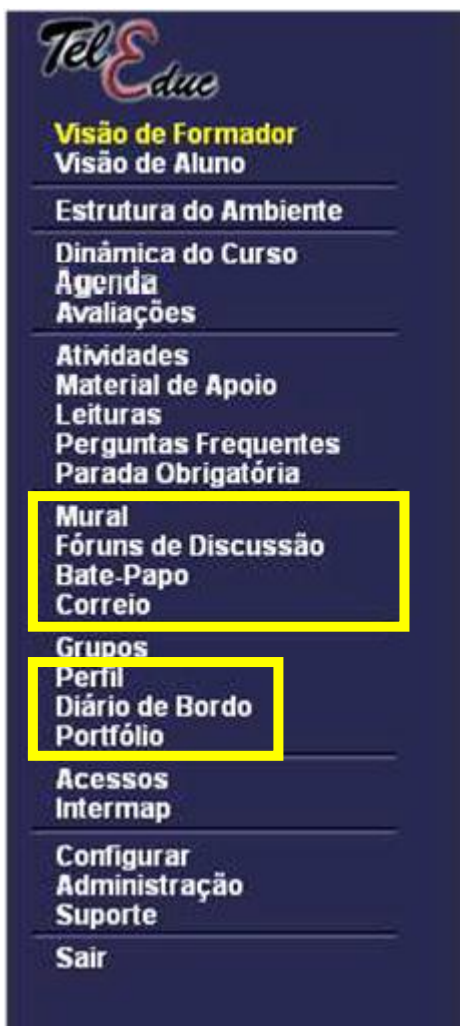 TelEduc
Visão de Formador
Visão de Aluno
Estrutura do Ambiente
Dinâmica do Curso
Agenda
Avaliações
Atividades
Material de Apoio
Leituras
Perguntas Frequentes
Parada Obrigatória
Mural
Fóruns de Discussão
Bate-Papo
Correio
Grupos
Perfil
Diário de Bordo
Portfólio
Acessos
Intermap
Configurar
Administração
Suporte
Sair